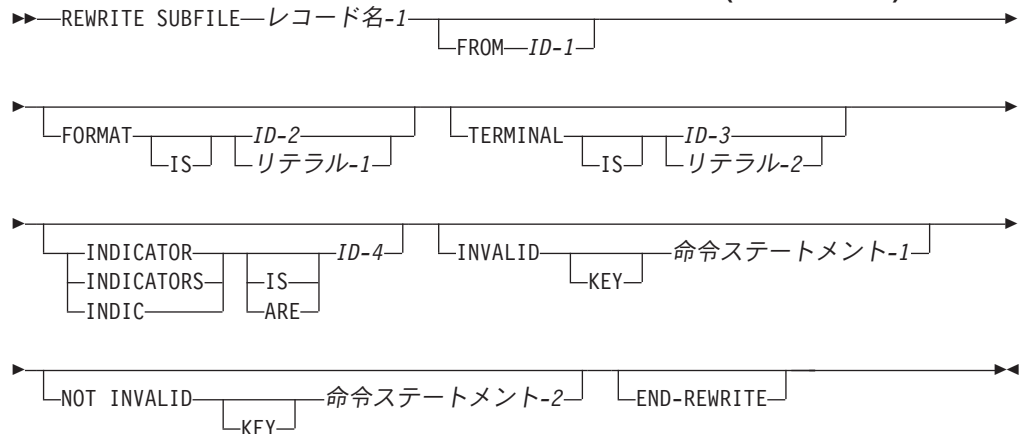 REWRITE SUBFILE レコード名-1
FROM ID-1
FORMAT IS ID-2 リテラル-1 TERMINAL IS ID-3 リテラル-2
INDICATOR INDICATORS INDIC IS ARE ID-4 INVALID KEY 命令ステートメント-1
NOT INVALID KEY 命令ステートメント-2 END-REWRITE